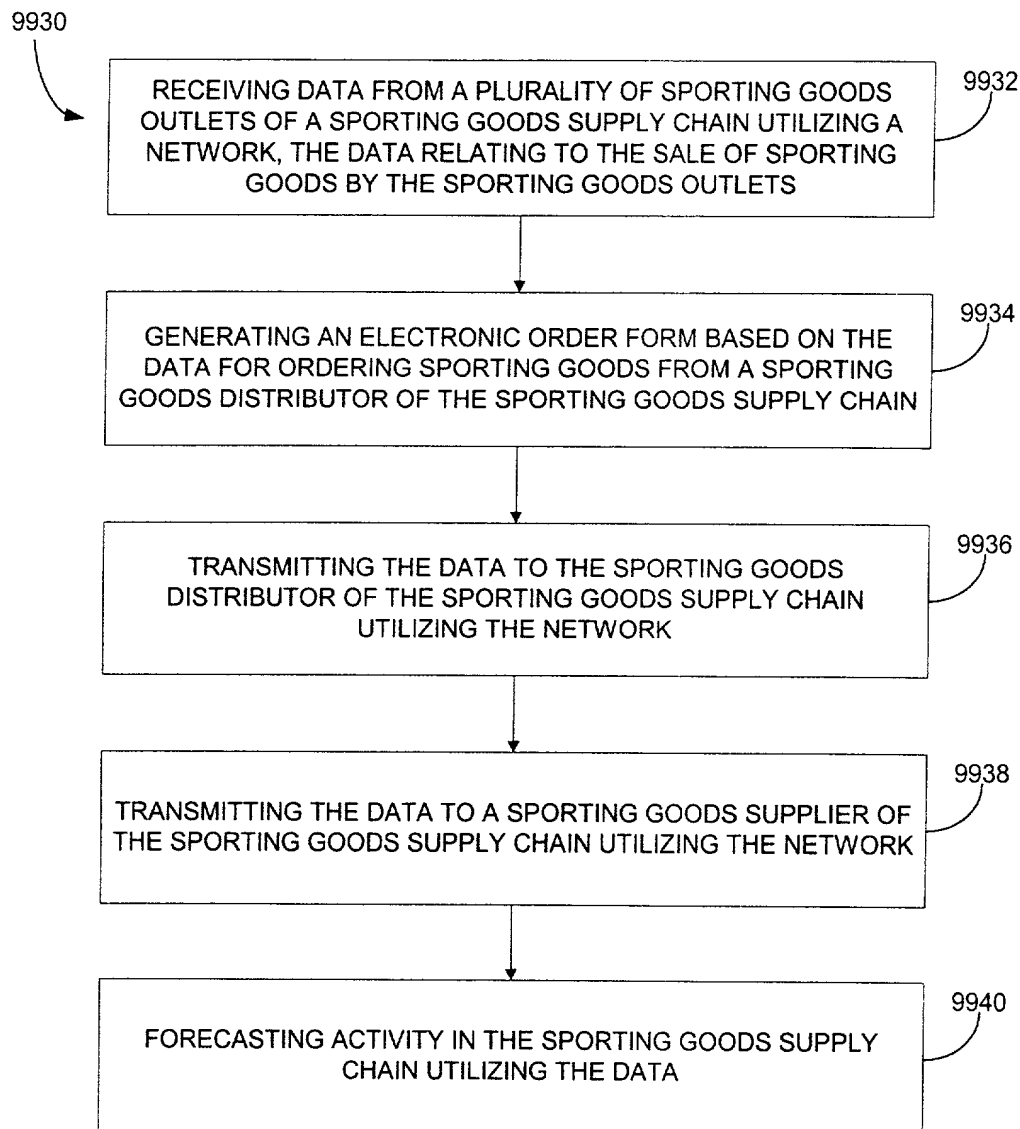 9930
9932
RECEIVING DATA FROM A PLURALITY OF SPORTING GOODS
OUTLETS OF A SPORTING GOODS SUPPLY CHAIN UTILIZING A
NETWORK, THE DATA RELATING TO THE SALE OF SPORTING
GOODS BY THE SPORTING GOODS OUTLETS
9934
GENERATING AN ELECTRONIC ORDER FORM BASED ON THE
DATA FOR ORDERING SPORTING GOODS FROM A SPORTING
GOODS DISTRIBUTOR OF THE SPORTING GOODS SUPPLY CHAIN
9936
TRANSMITTING THE DATA TO THE SPORTING GOODS
DISTRIBUTOR OF THE SPORTING GOODS SUPPLY CHAIN
UTILIZING THE NETWORK
9938
TRANSMITTING THE DATA TO A SPORTING GOODS SUPPLIER OF
THE SPORTING GOODS SUPPLY CHAIN UTILIZING THE NETWORK
9940
FORECASTING ACTIVITY IN THE SPORTING GOODS SUPPLY
CHAIN UTILIZING THE DATA